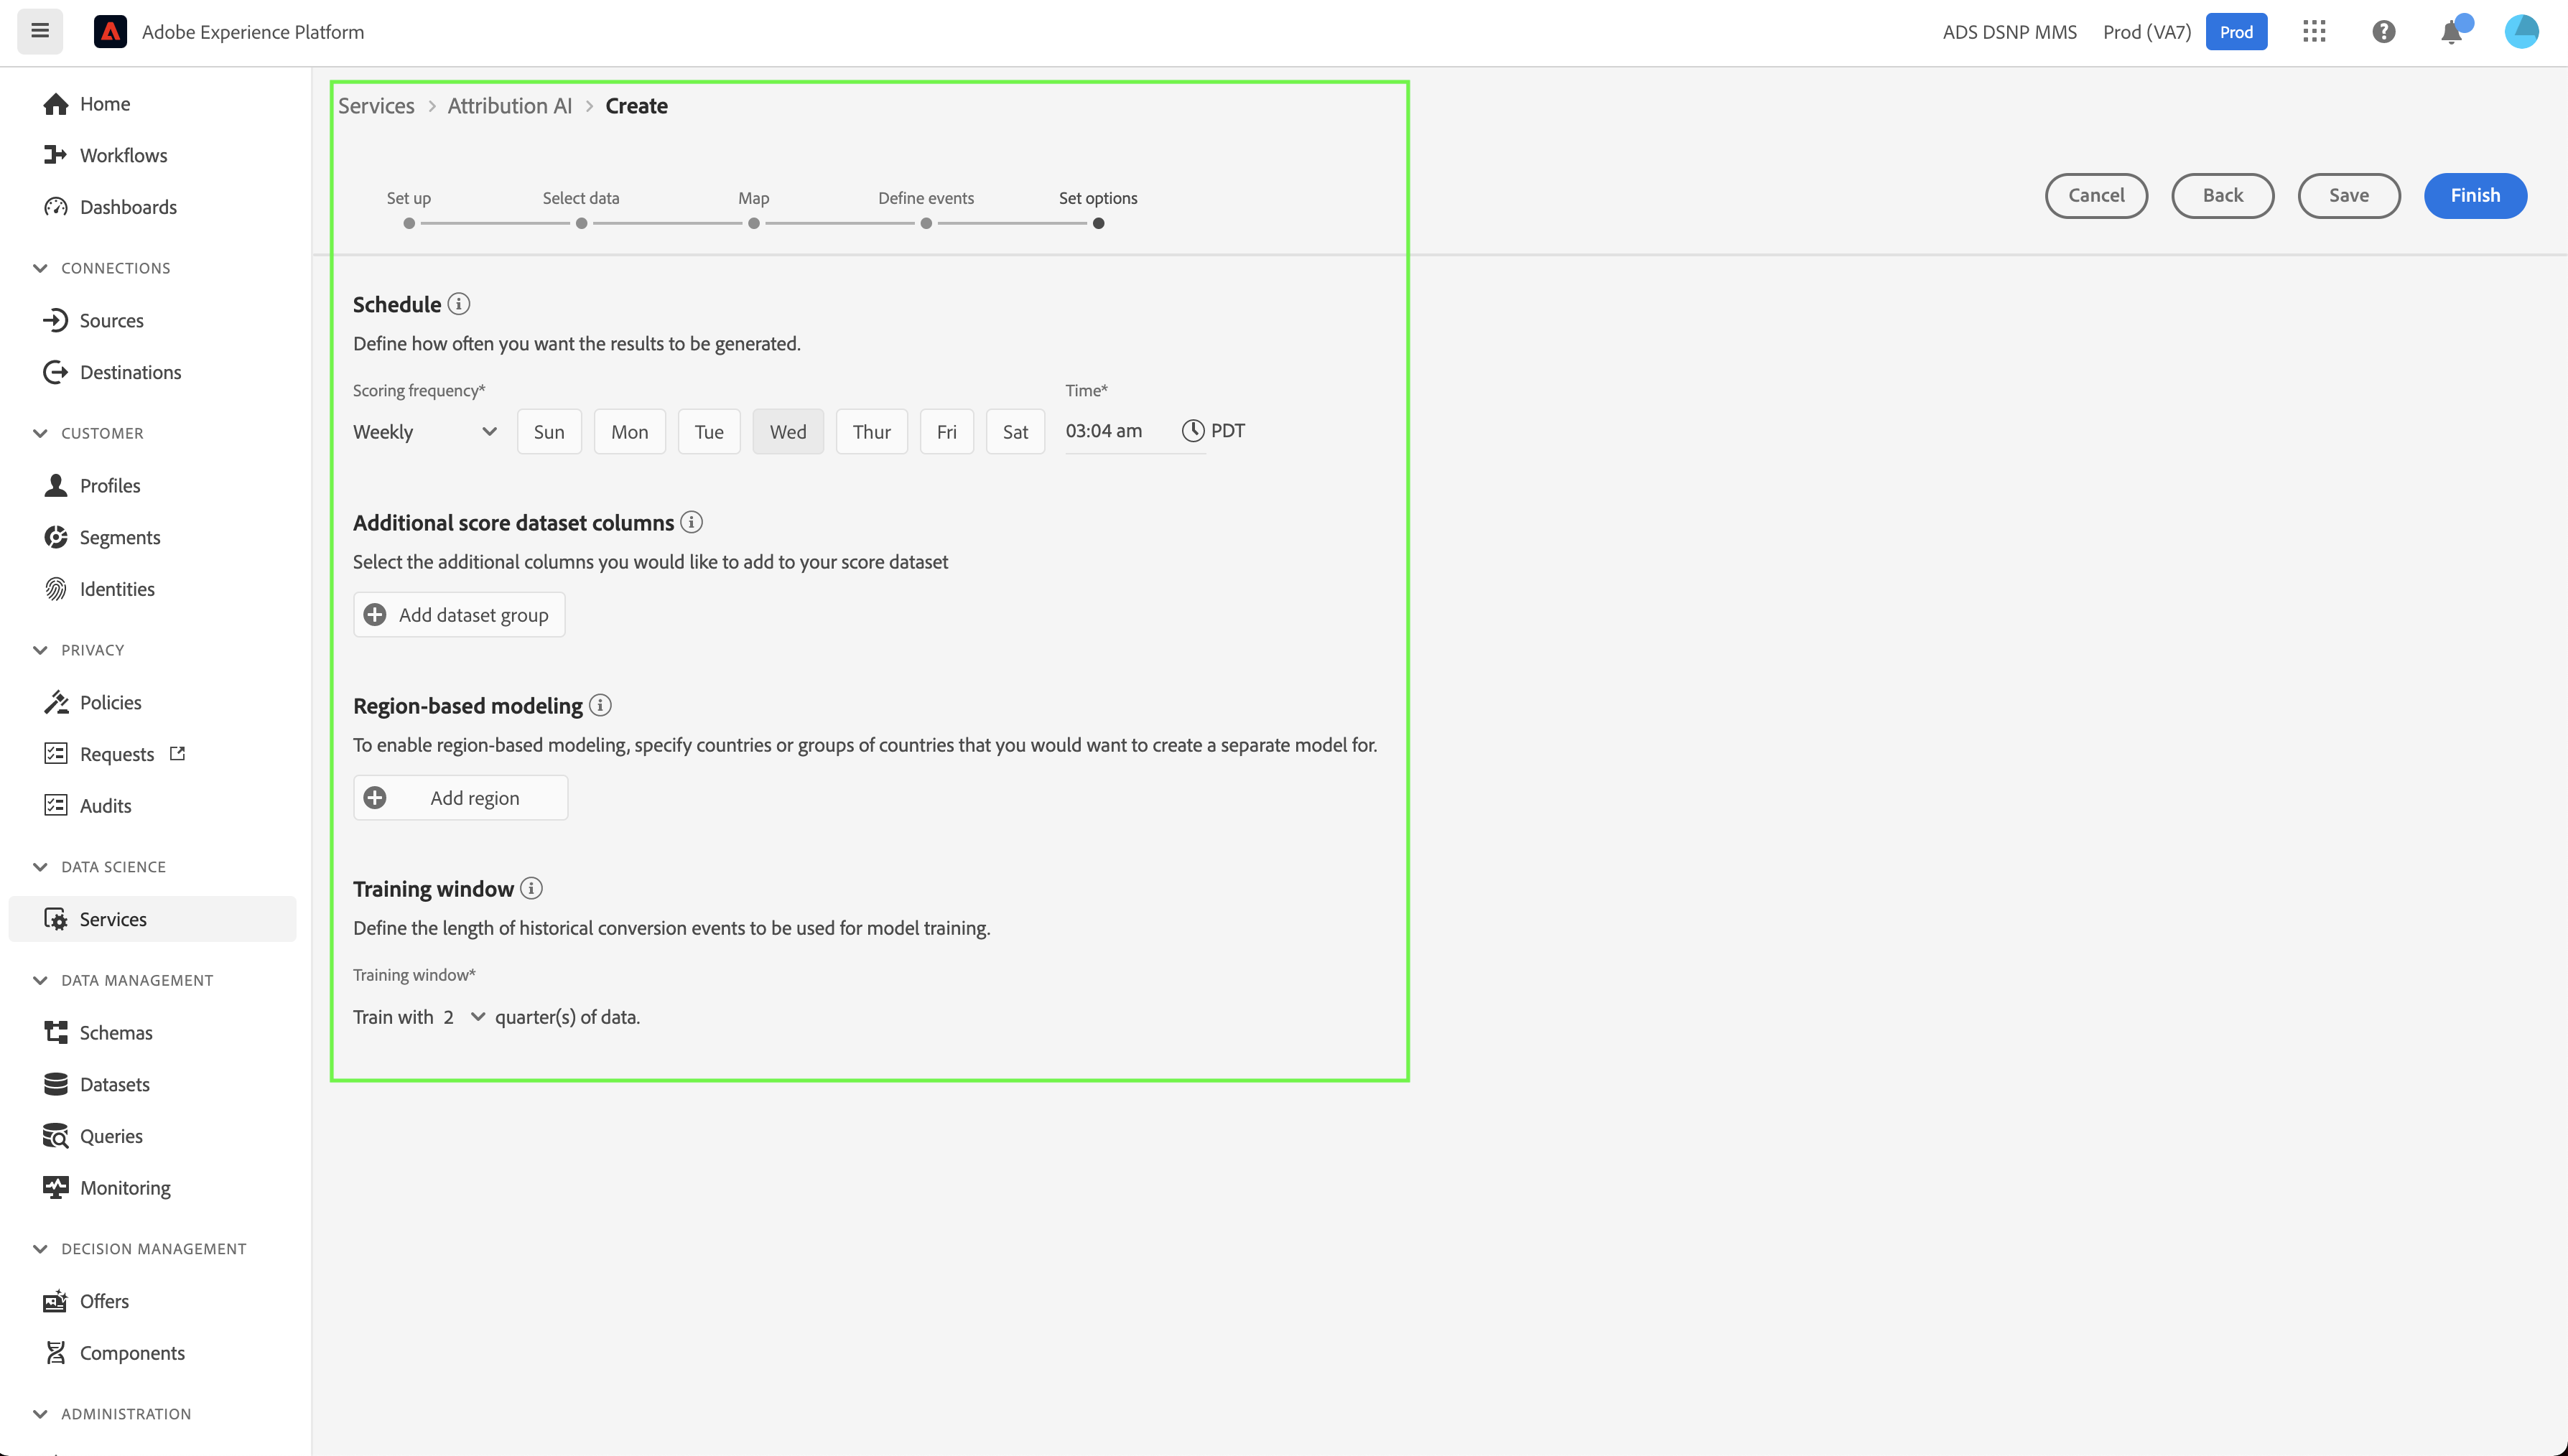 Adobe Experience Platform
ADS DSNP MMS Prod (VA7) Prod
Home
Workflows
Dashboards
CONNECTIONS
Sources
Destinations
CUSTOMER
Profiles
Segments
Identities
PRIVACY
Policies
Requests
Audits
DATA SCIENCE
Services
DATA MANAGEMENT
Schemas
Datasets
Queries
Monitoring
DECISION MANAGEMENT
Offers
Components
ADMINISTRATION
Services > Attribution AI > Create
Set up Select data Map Define events Set options
Cancel Back Save Finish
Schedule
Define how often you want the results to be generated.
Scoring frequency* Time*
Weekly Sun Mon Tue Wed Thur Fri Sat 03:04 am PDT
Additional score dataset columns
Select the additional columns you would like to add to your score dataset
Add dataset group
Region-based modeling
To enable region-based modeling, specify countries or groups of countries that you would want to create a separate model for.
Add region
Training window
Define the length of historical conversion events to be used for model training.
Training window*
Train with 2 quarter(s) of data.